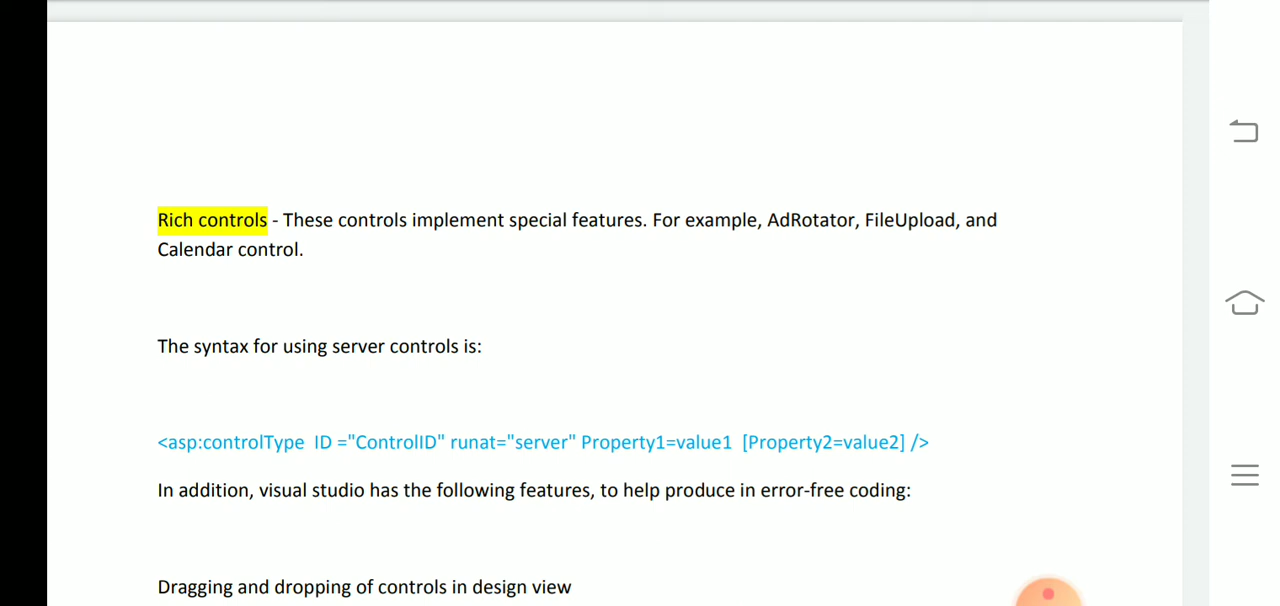 Rich controls - These controls implement special features. For example, AdRotator, FileUpload, and
Calendar control.
The syntax for using server controls is:
<asp:controlType  ID ="ControlID" runat="server" Property1=value1  [Property2=value2] />
In addition, visual studio has the following features, to help produce in error-free coding:
Dragging and dropping of controls in design view